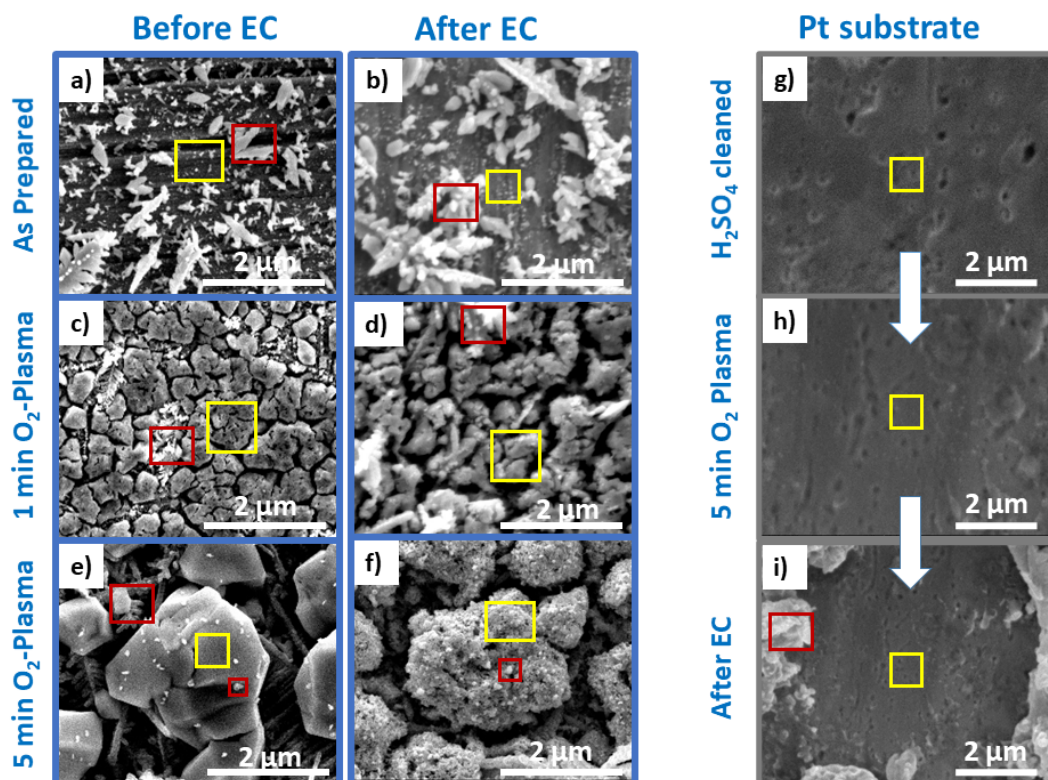 Before EC
After EC
Pt substrate
As Prepared
a)
2 µm
b)
2 µm
H₂SO₄ cleaned
g)
2 µm
1 min O₂-Plasma
c)
2 µm
d)
2 µm
5 min O₂ Plasma
h)
2 µm
5 min O₂-Plasma
e)
2 µm
f)
2 µm
After EC
i)
2 µm